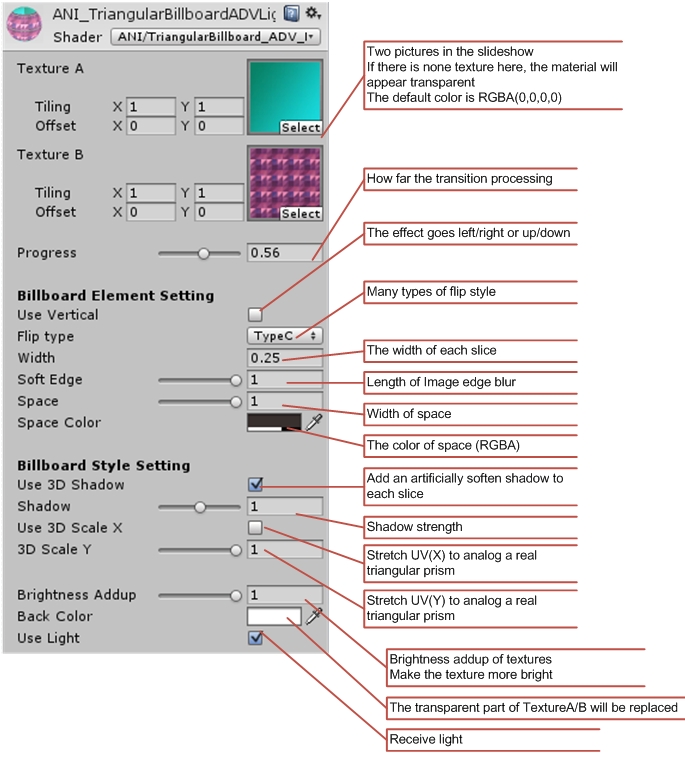 ANI_TriangularBillboardADVLig
Shader ANI/TriangularBillboard_ADV_I
Texture A
Tiling X 1 Y 1
Offset X 0 Y 0
Select
Texture B
Tiling X 1 Y 1
Offset X 0 Y 0
Select
Progress 0.56
Billboard Element Setting
Use Vertical
Flip type TypeC
Width 0.25
Soft Edge 1
Space 1
Space Color
Billboard Style Setting
Use 3D Shadow
Shadow 1
Use 3D Scale X
3D Scale Y 1
Brightness Addup 1
Back Color
Use Light
Two pictures in the slideshow
If there is none texture here, the material will
appear transparent
The default color is RGBA(0,0,0,0)
How far the transition processing
The effect goes left/right or up/down
Many types of flip style
The width of each slice
Length of Image edge blur
Width of space
The color of space (RGBA)
Add an artificially soften shadow to
each slice
Shadow strength
Stretch UV(X) to analog a real
triangular prism
Stretch UV(Y) to analog a real
triangular prism
Brightness addup of textures
Make the texture more bright
The transparent part of TextureA/B will be replaced
Receive light